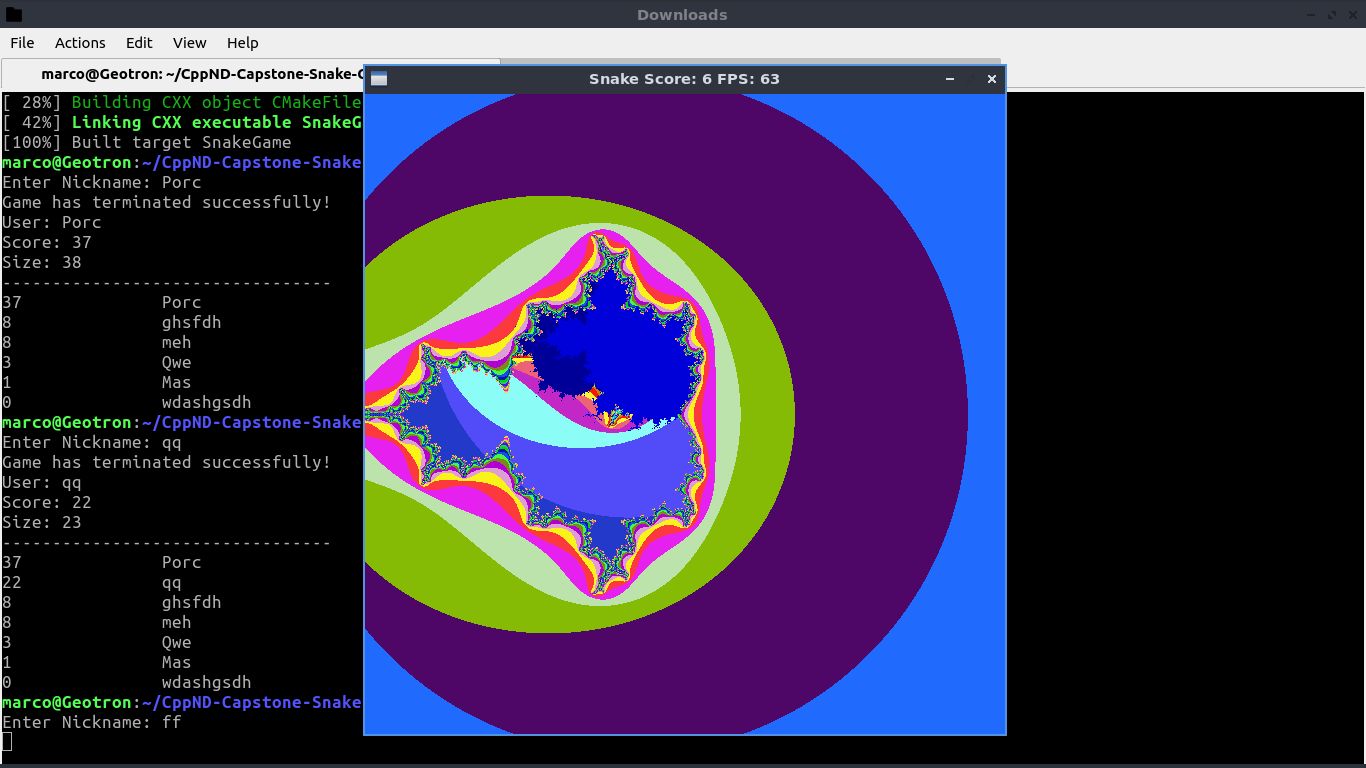 Downloads
File Actions Edit View Help
marco@Geotron: ~/CppND-Capstone-Snake-G
Snake Score: 6 FPS: 63
[ 28%] Building CXX object CMakeFile
[ 42%] Linking CXX executable SnakeG
[100%] Built target SnakeGame
marco@Geotron:~/CppND-Capstone-Snake
Enter Nickname: Porc
Game has terminated successfully!
User: Porc
Score: 37
Size: 38
---------------------------------
37 Porc
8 ghsfdh
8 meh
3 Qwe
1 Mas
0 wdashgsdh
marco@Geotron:~/CppND-Capstone-Snake
Enter Nickname: qq
Game has terminated successfully!
User: qq
Score: 22
Size: 23
---------------------------------
37 Porc
22 qq
8 ghsfdh
8 meh
3 Qwe
1 Mas
0 wdashgsdh
marco@Geotron:~/CppND-Capstone-Snake
Enter Nickname: ff